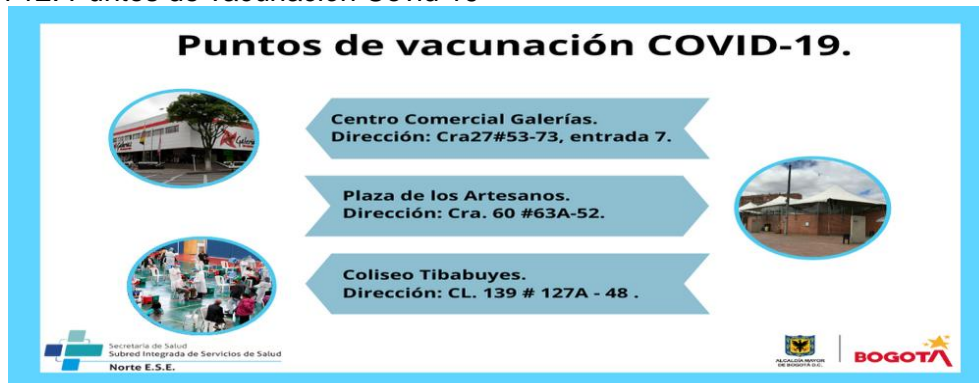 Puntos de vacunación COVID-19.
Centro Comercial Galerías.
Dirección: Cra27#53-73, entrada 7.
Plaza de los Artesanos.
Dirección: Cra. 60 #63A-52.
Coliseo Tibabuyes.
Dirección: CL. 139 # 127A - 48 .
Secretaría de Salud
Subred Integrada de Servicios de Salud
Norte E.S.E.
ALCALDÍA MAYOR
DE BOGOTÁ D.C.
BOGOTÁ